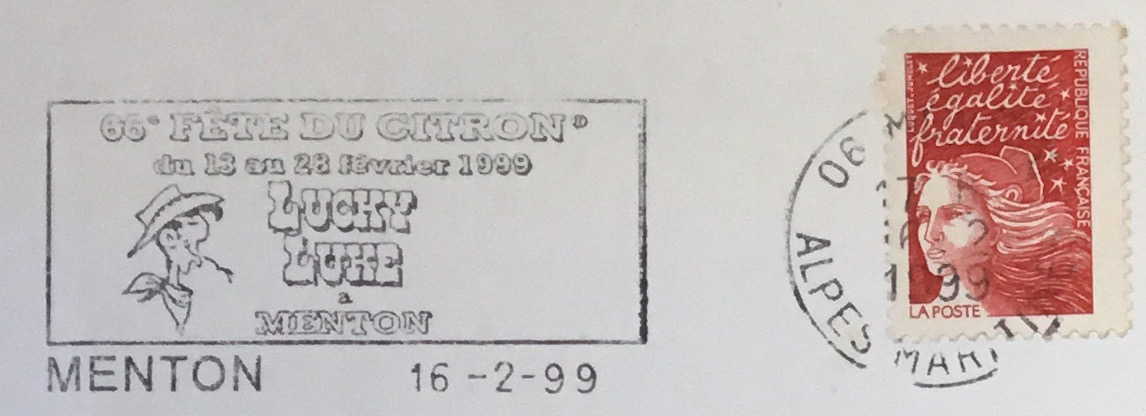 66e FÊTE DU CITRON®
du 13 au 28 février 1999
LUCKY
LUKE
à
MENTON
MENTON 16 -2-99
liberté
égalité
fraternité
RÉPUBLIQUE FRANÇAISE
LA POSTE
06
1999
ALPES MARITIMES